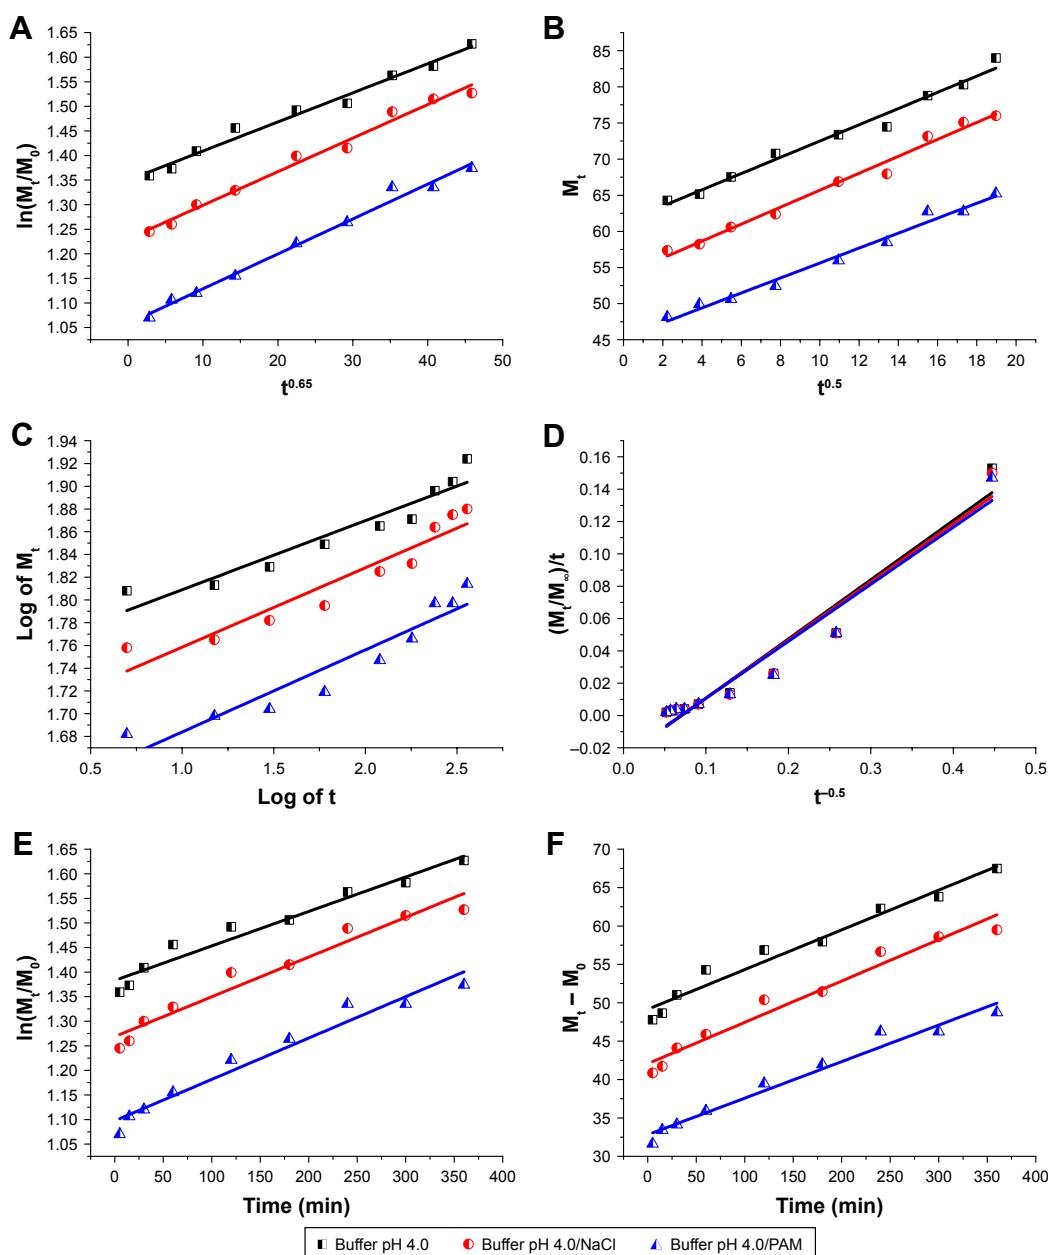 A
1.65
1.60
1.55
1.50
1.45
1.40
1.35
1.30
1.25
1.20
1.15
1.10
1.05
ln(Mt/M0)
0 10 20 30 40 50
t0.65
B
85
80
75
70
65
60
55
50
45
Mt
0 2 4 6 8 10 12 14 16 18 20
t0.5
C
1.94
1.92
1.90
1.88
1.86
1.84
1.82
1.80
1.78
1.76
1.74
1.72
1.70
1.68
Log of Mt
0.5 1.0 1.5 2.0 2.5
Log of t
D
0.16
0.14
0.12
0.10
0.08
0.06
0.04
0.02
0.00
–0.02
(Mt/M∞)/t
0.0 0.1 0.2 0.3 0.4 0.5
t–0.5
E
1.65
1.60
1.55
1.50
1.45
1.40
1.35
1.30
1.25
1.20
1.15
1.10
1.05
ln(Mt/M0)
0 50 100 150 200 250 300 350 400
Time (min)
F
70
65
60
55
50
45
40
35
30
Mt – M0
0 50 100 150 200 250 300 350 400
Time (min)
Buffer pH 4.0 Buffer pH 4.0/NaCl Buffer pH 4.0/PAM